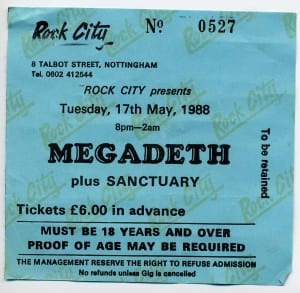 Rock City
Nº 0527
8 TALBOT STREET, NOTTINGHAM
Tel. 0602 412544
ROCK CITY presents
Tuesday, 17th May, 1988
8pm—2am
MEGADETH
plus SANCTUARY
To be retained
Tickets £6.00 in advance
MUST BE 18 YEARS AND OVER
PROOF OF AGE MAY BE REQUIRED
THE MANAGEMENT RESERVE THE RIGHT TO REFUSE ADMISSION
No refunds unless Gig is cancelled